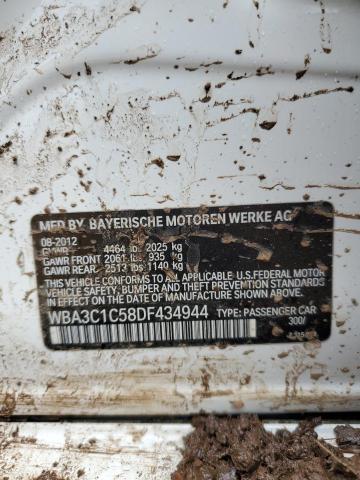 MFD BY BAYERISCHE MOTOREN WERKE AG
08-2012
GVWR 4464 lb 2025 kg
GAWR FRONT 2061 lbs 935 kg
GAWR REAR 2513 lbs 1140 kg
THIS VEHICLE CONFORMS TO ALL APPLICABLE U.S. FEDERAL MOTOR
VEHICLE SAFETY, BUMPER, AND THEFT PREVENTION STANDARDS
IN EFFECT ON THE DATE OF MANUFACTURE SHOWN ABOVE.
WBA3C1C58DF434944 TYPE: PASSENGER CAR
300/